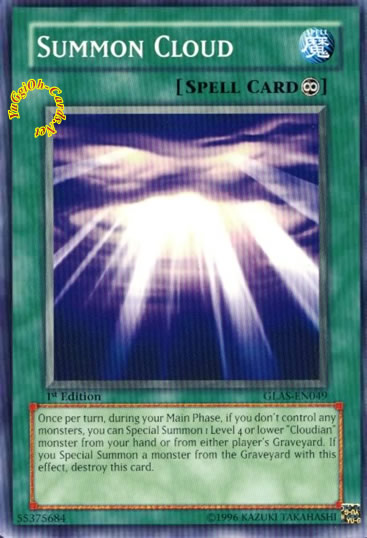 SUMMON CLOUD
魔
YuGiOh-Cards.Net
[SPELL CARD]
1st Edition
GLAS-EN049
Once per turn, during your Main Phase, if you don't control any
monsters, you can Special Summon 1 Level 4 or lower "Cloudian"
monster from your hand or from either player's Graveyard. If
you Special Summon a monster from the Graveyard with this
effect, destroy this card.
55375684
©1996 KAZUKI TAKAHASHI